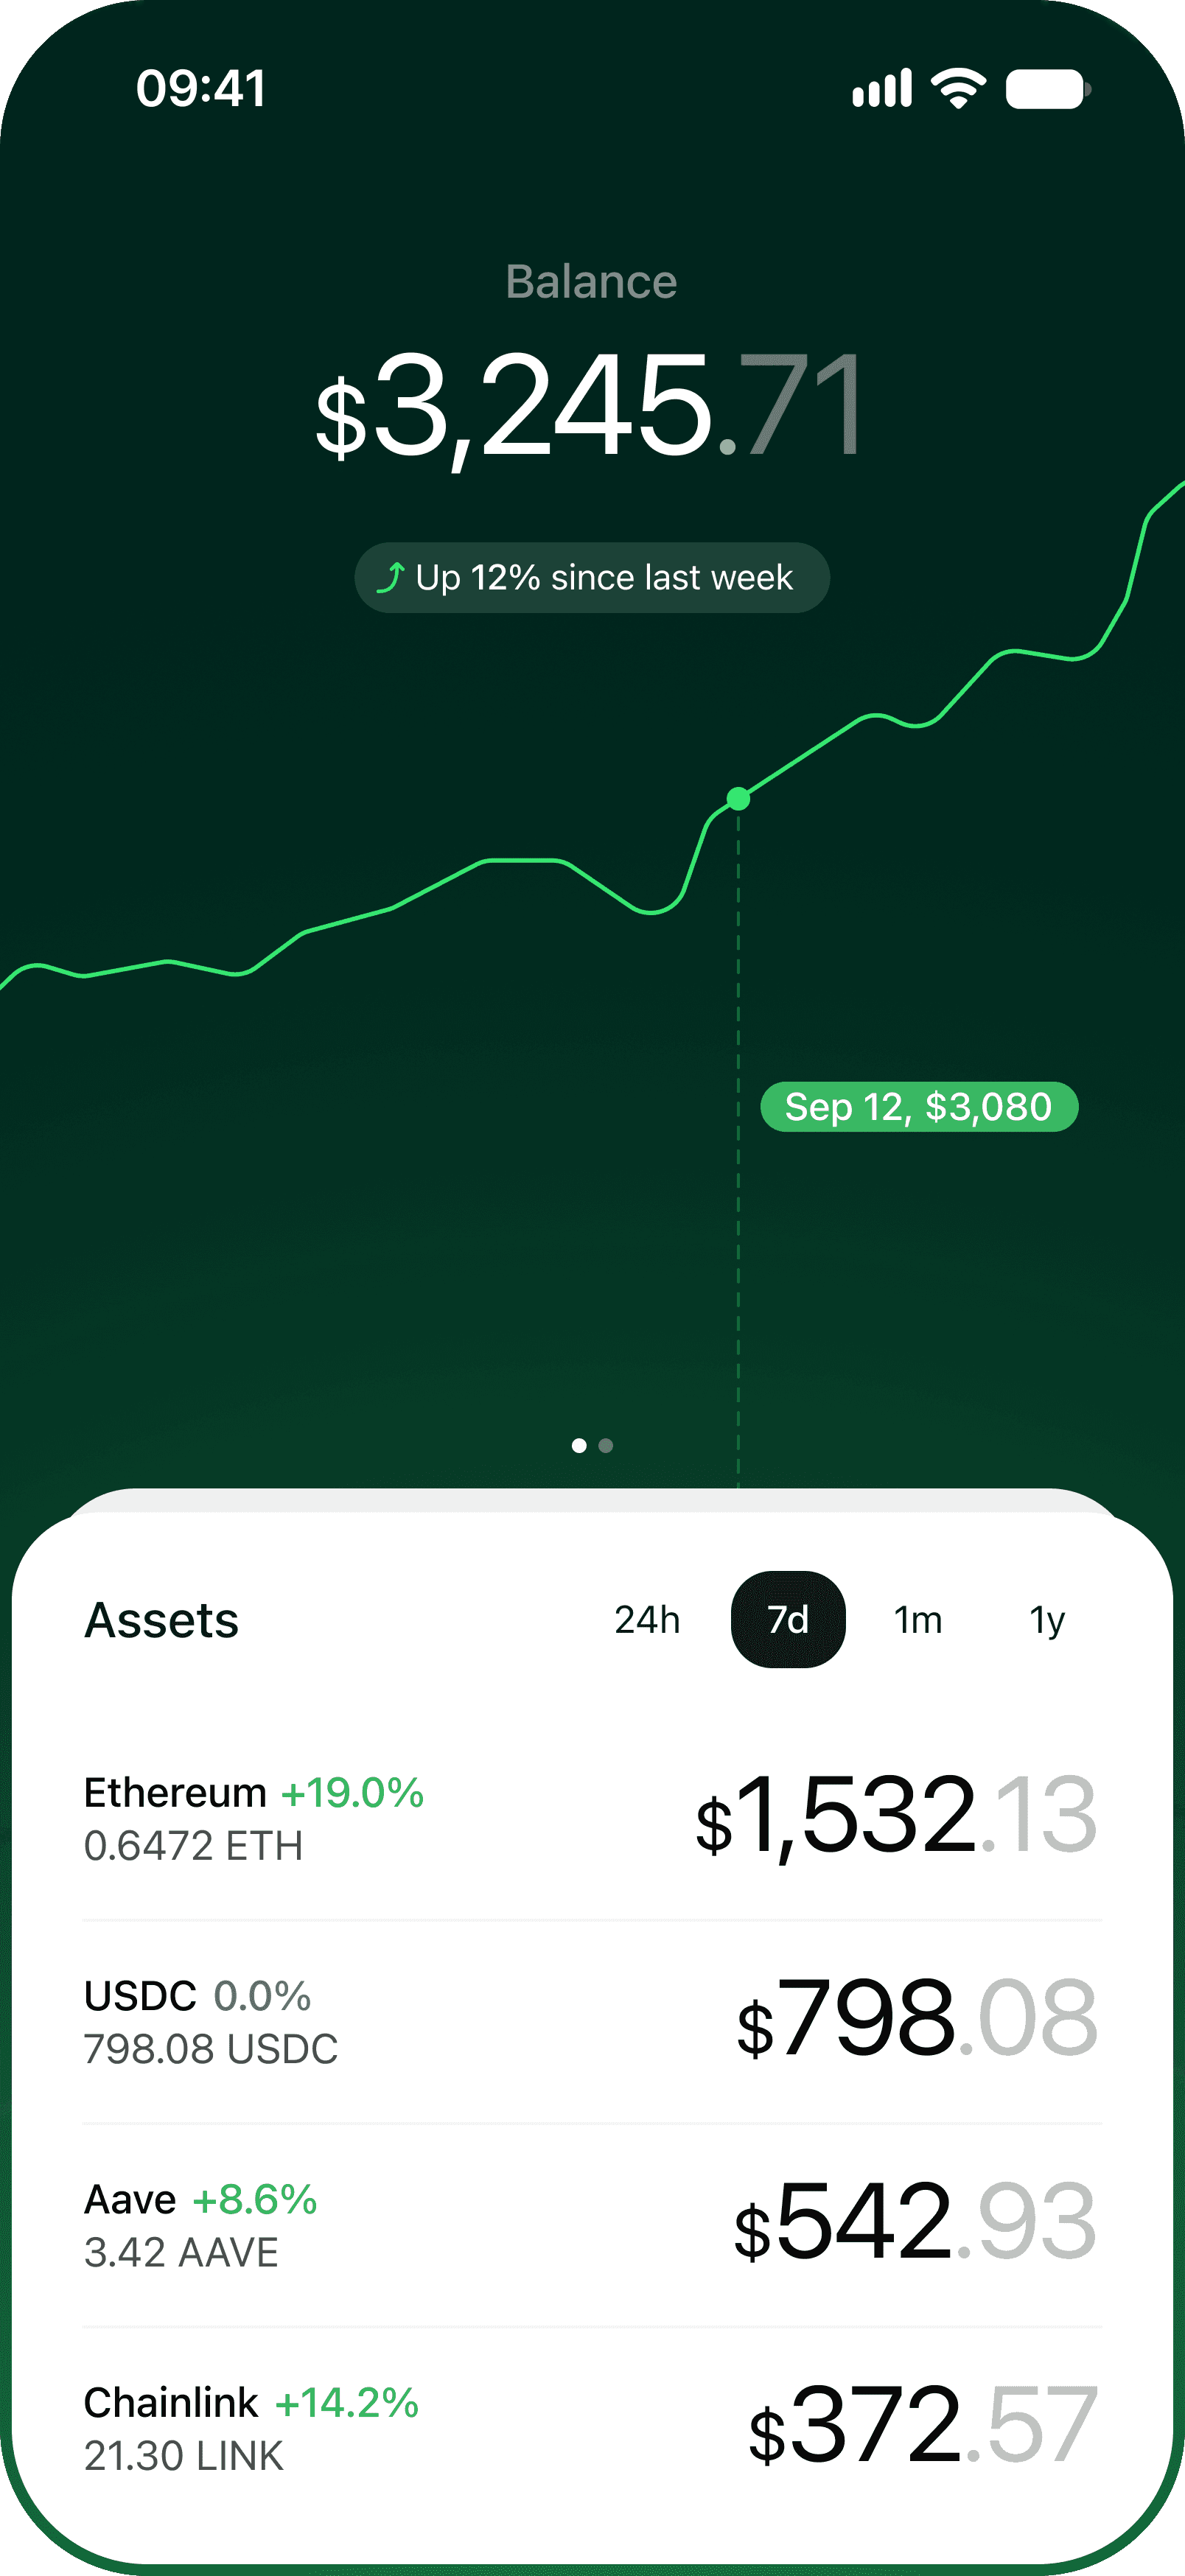 09:41
Balance
$3,245.71
Up 12% since last week
Sep 12, $3,080
Assets 24h 7d 1m 1y
Ethereum +19.0%
0.6472 ETH
$1,532.13
USDC 0.0%
798.08 USDC
$798.08
Aave +8.6%
3.42 AAVE
$542.93
Chainlink +14.2%
21.30 LINK
$372.57